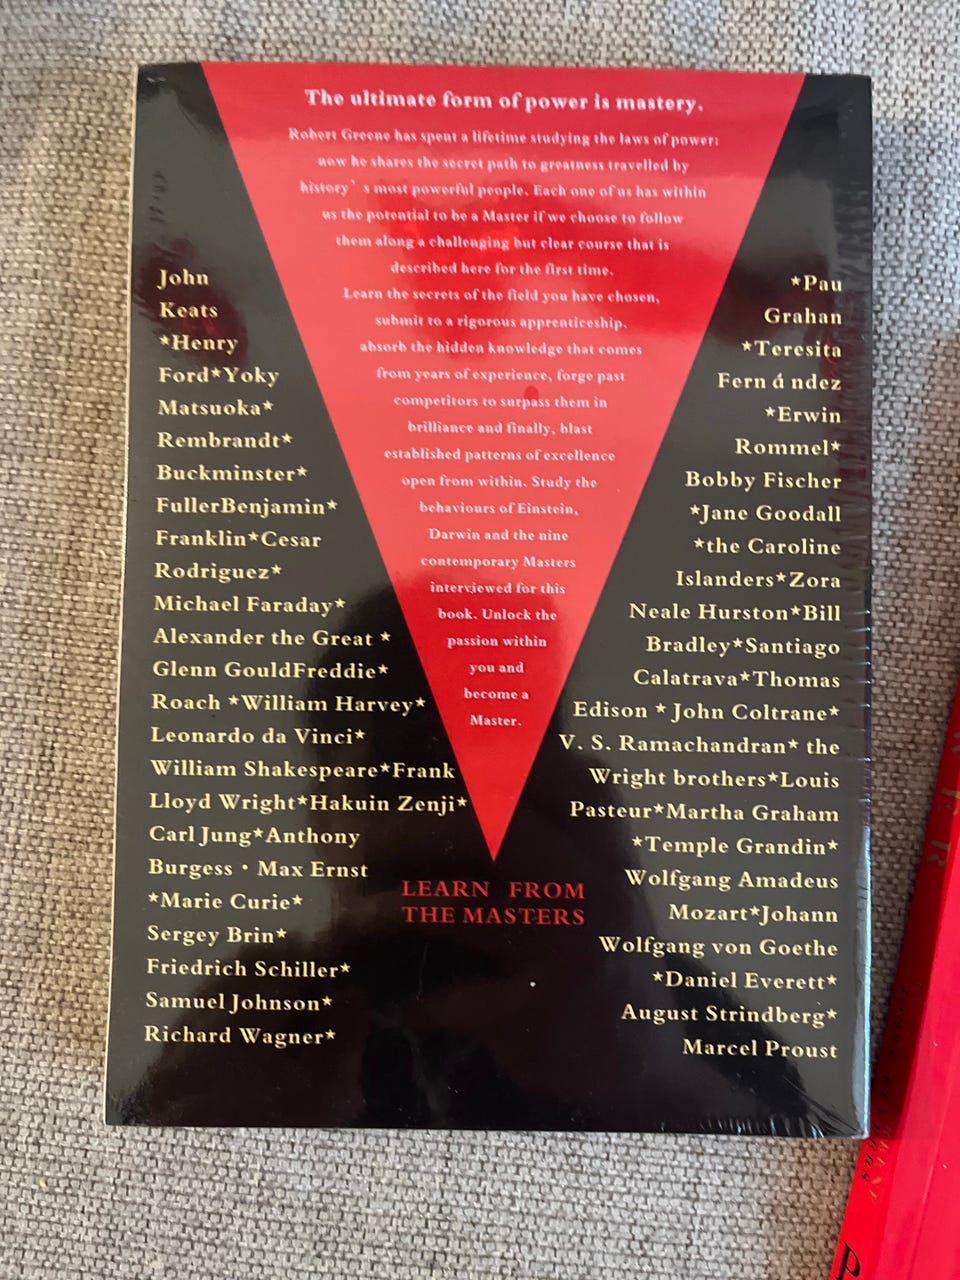 The ultimate form of power is mastery.
Robert Greene has spent a lifetime studying the laws of power:
now he shares the secret path to greatness travelled by
history’ s most powerful people. Each one of us has within
us the potential to be a Master if we choose to follow
them along a challenging but clear course that is
described here for the first time.
Learn the secrets of the field you have chosen,
submit to a rigorous apprenticeship.
absorb the hidden knowledge that comes
from years of experience, forge past
competitors to surpass them in
brilliance and finally, blast
established patterns of excellence
open from within. Study the
behaviours of Einstein,
Darwin and the nine
contemporary Masters
interviewed for this
book. Unlock the
passion within
you and
become a
Master.
John
Keats
*Henry
Ford*Yoky
Matsuoka*
Rembrandt*
Buckminster*
FullerBenjamin*
Franklin*Cesar
Rodriguez*
Michael Faraday*
Alexander the Great *
Glenn GouldFreddie*
Roach *William Harvey*
Leonardo da Vinci*
William Shakespeare*Frank
Lloyd Wright*Hakuin Zenji*
Carl Jung*Anthony
Burgess · Max Ernst
*Marie Curie*
Sergey Brin*
Friedrich Schiller*
Samuel Johnson*
Richard Wagner*
*Pau
Grahan
*Teresita
Fern á ndez
*Erwin
Rommel*
Bobby Fischer
*Jane Goodall
*the Caroline
Islanders*Zora
Neale Hurston*Bill
Bradley*Santiago
Calatrava*Thomas
Edison * John Coltrane*
V. S. Ramachandran* the
Wright brothers*Louis
Pasteur*Martha Graham
*Temple Grandin*
Wolfgang Amadeus
Mozart*Johann
Wolfgang von Goethe
*Daniel Everett*
August Strindberg*
Marcel Proust
LEARN FROM
THE MASTERS